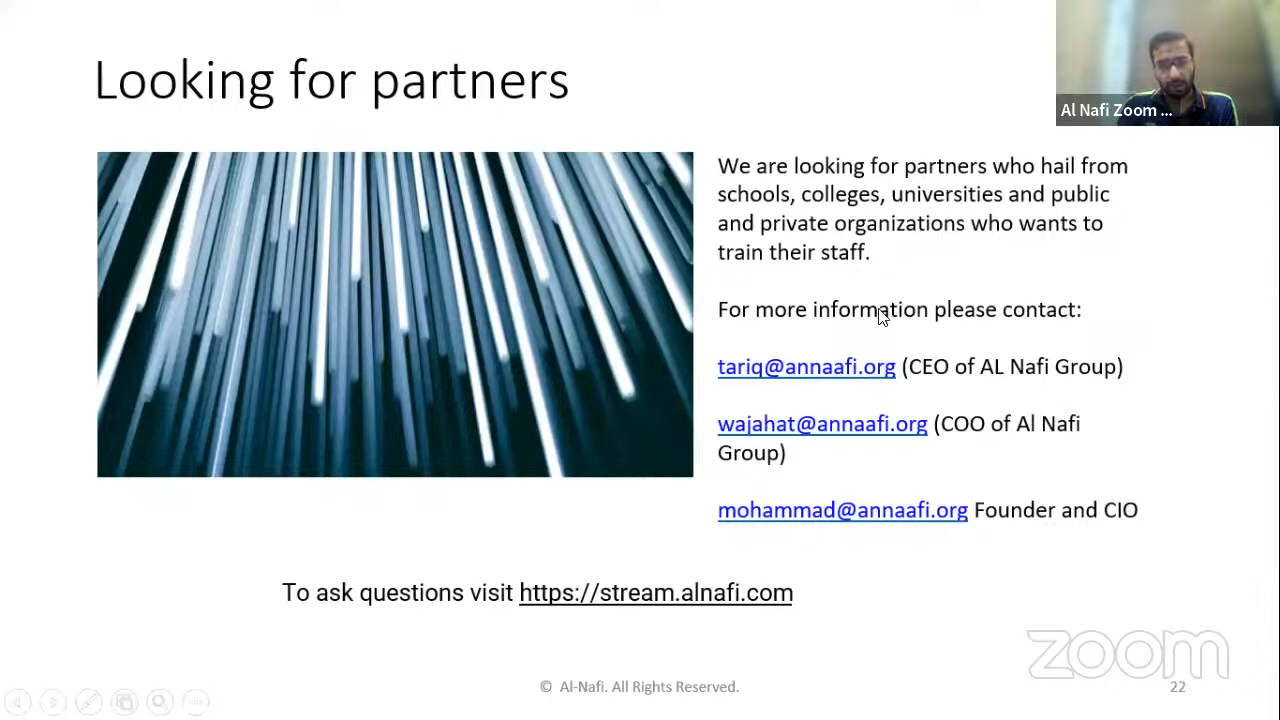 Looking for partners
Al Nafi Zoom ...
We are looking for partners who hail from
schools, colleges, universities and public
and private organizations who wants to
train their staff.
For more information please contact:
tariq@annaafi.org (CEO of AL Nafi Group)
wajahat@annaafi.org (COO of Al Nafi
Group)
mohammad@annaafi.org Founder and CIO
To ask questions visit https://stream.alnafi.com
zoom
© Al-Nafi. All Rights Reserved.
22